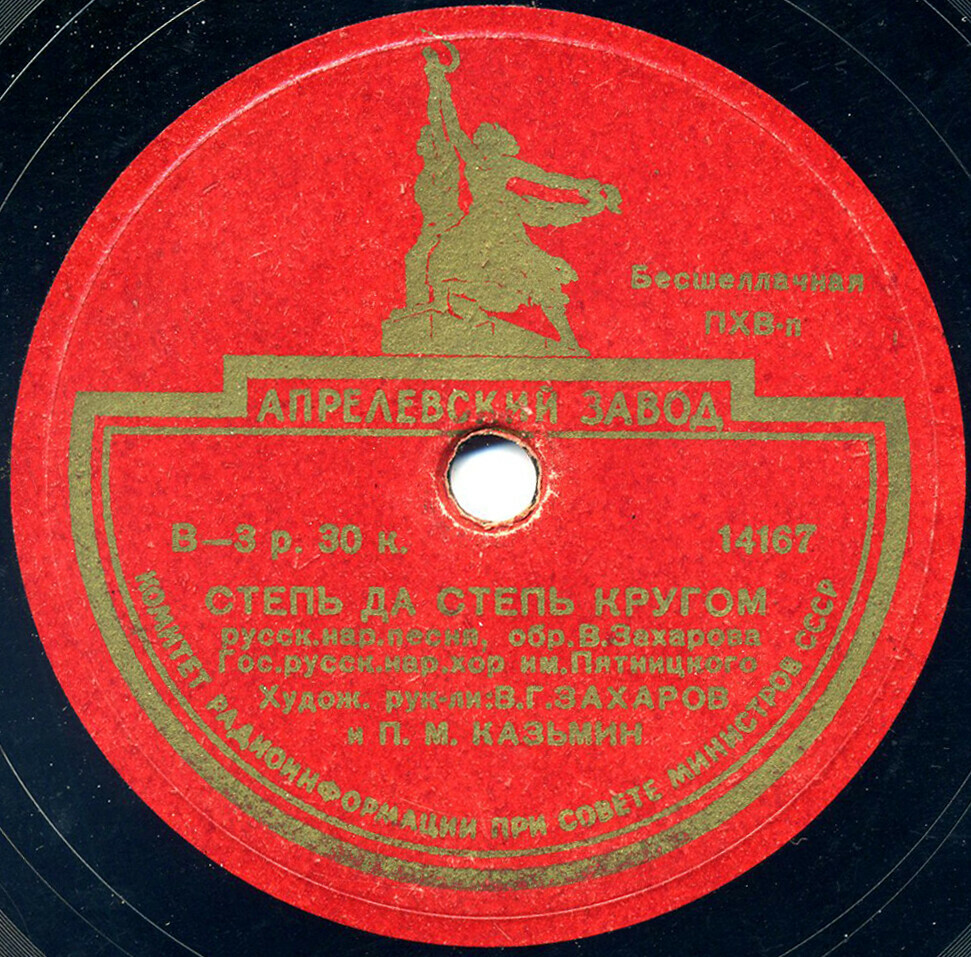 Бесшеллачная
ПХВ-п
АПРЕЛЕВСКИЙ ЗАВОД
В—3 р. 30 к.
14167
СТЕПЬ ДА СТЕПЬ КРУГОМ
русск.нар.песня, обр.В.Захарова
Гос.русск.нар.хор им.Пятницкого
Худож. рук-ли:В.Г.ЗАХАРОВ
и П. М. КАЗЬМИН
КОМИТЕТ РАДИОИНФОРМАЦИИ ПРИ СОВЕТЕ МИНИСТРОВ СССР